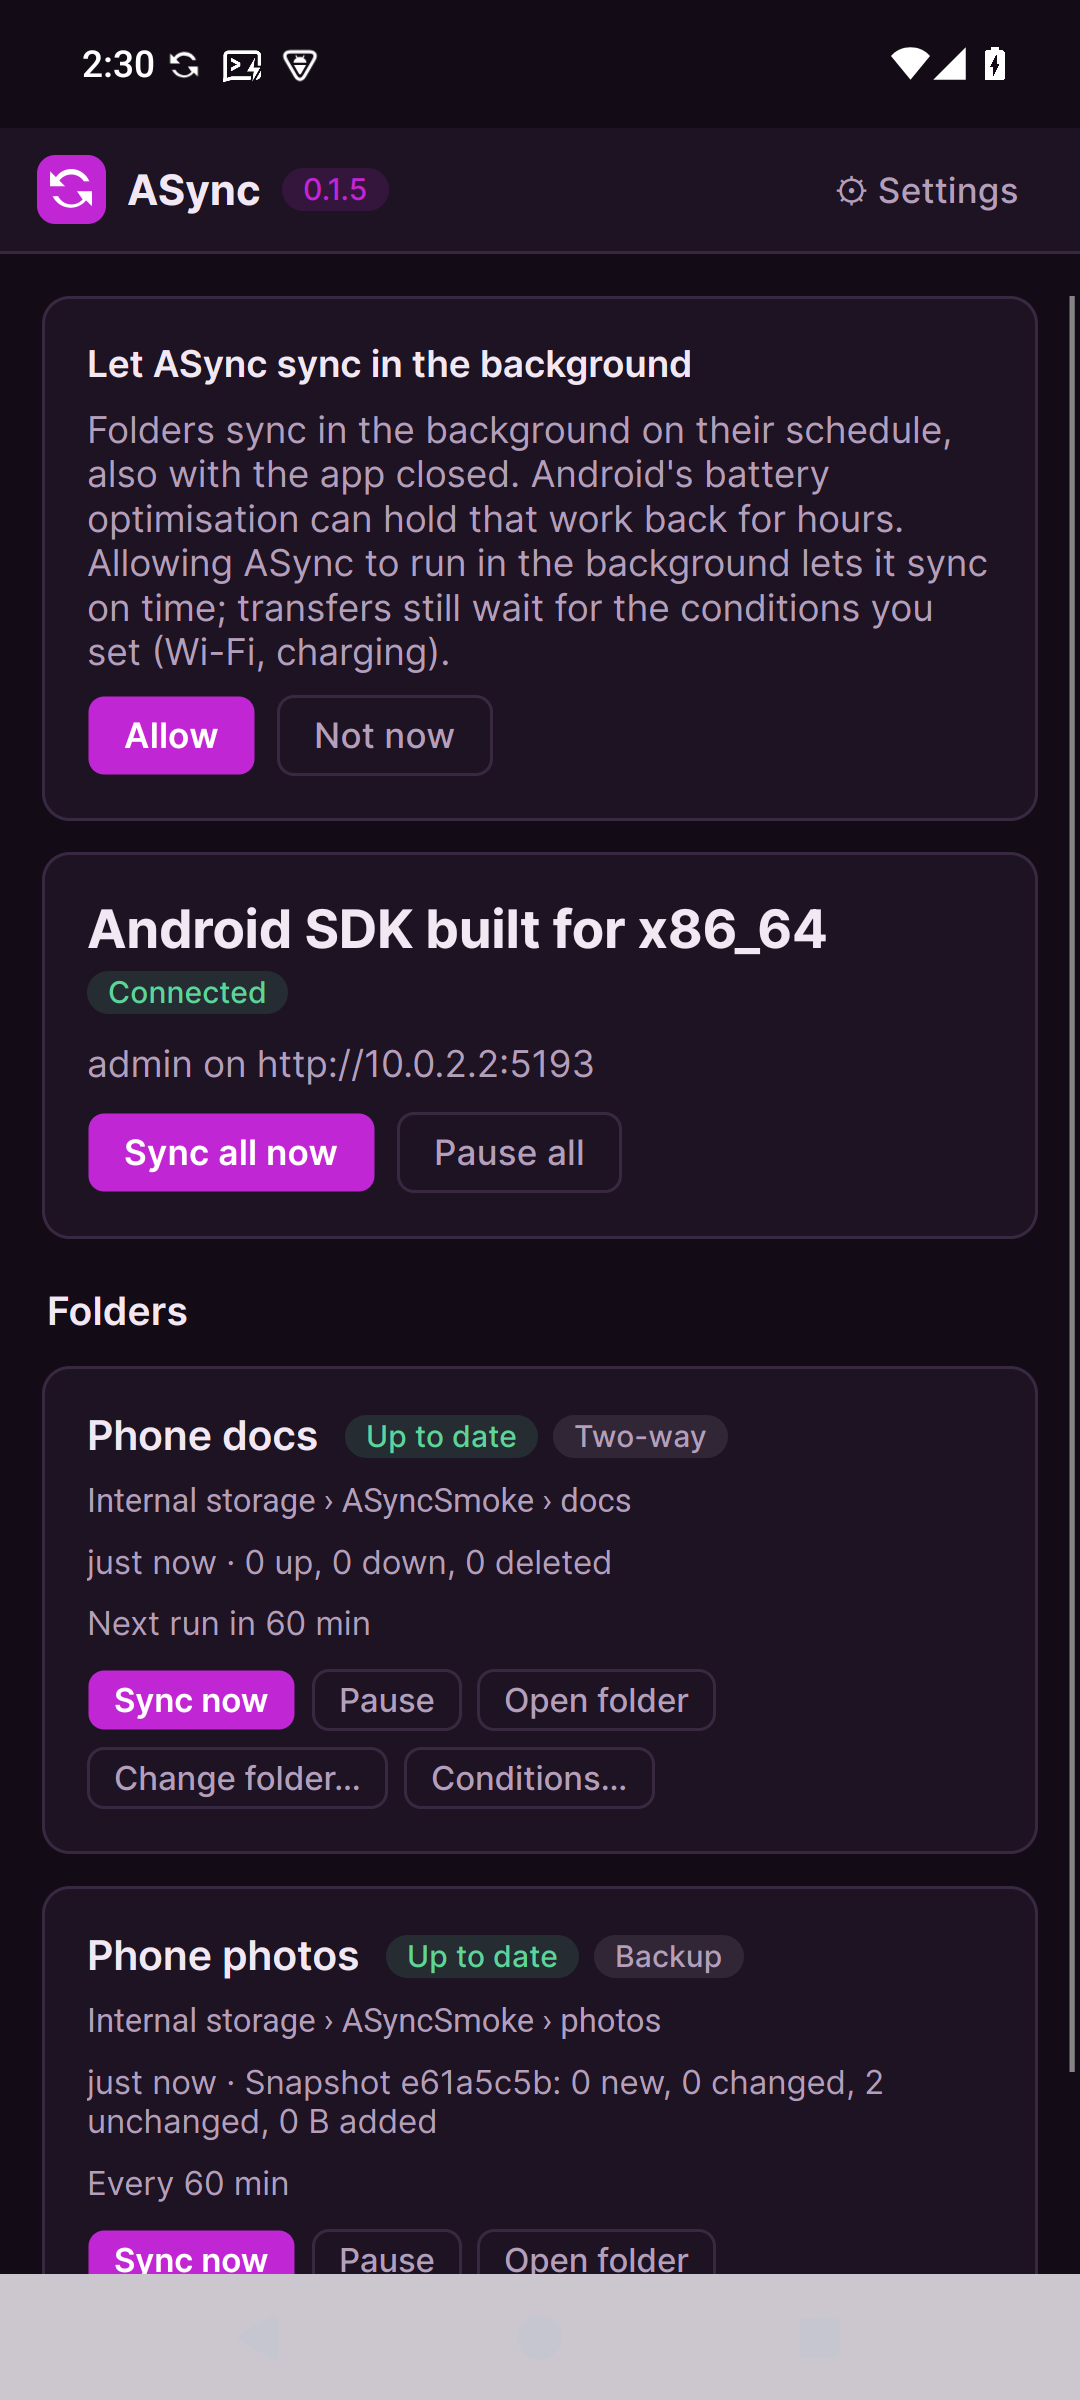 2:30
ASync 0.1.5 Settings
Let ASync sync in the background
Folders sync in the background on their schedule,
also with the app closed. Android's battery
optimisation can hold that work back for hours.
Allowing ASync to run in the background lets it sync
on time; transfers still wait for the conditions you
set (Wi-Fi, charging).
Allow Not now
Android SDK built for x86_64
Connected
admin on http://10.0.2.2:5193
Sync all now Pause all
Folders
Phone docs Up to date Two-way
Internal storage › ASyncSmoke › docs
just now · 0 up, 0 down, 0 deleted
Next run in 60 min
Sync now Pause Open folder
Change folder... Conditions...
Phone photos Up to date Backup
Internal storage › ASyncSmoke › photos
just now · Snapshot e61a5c5b: 0 new, 0 changed, 2
unchanged, 0 B added
Every 60 min
Sync now Pause Open folder